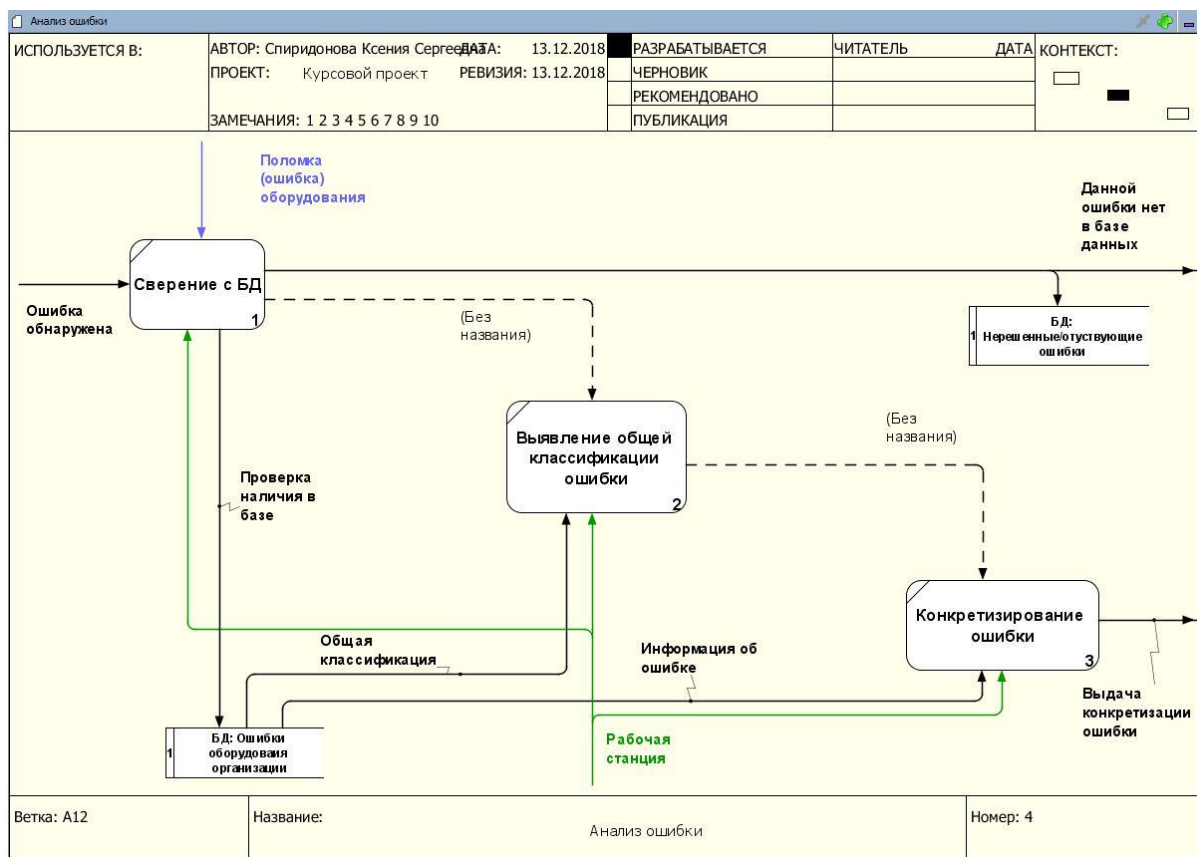 Анализ ошибки
ИСПОЛЬЗУЕТСЯ В:
АВТОР: Спиридонова Ксения Сергеевна
ДАТА: 13.12.2018
ПРОЕКТ: Курсовой проект
РЕВИЗИЯ: 13.12.2018
ЗАМЕЧАНИЯ: 1 2 3 4 5 6 7 8 9 10
РАЗРАБАТЫВАЕТСЯ
ЧЕРНОВИК
РЕКОМЕНДОВАНО
ПУБЛИКАЦИЯ
ЧИТАТЕЛЬ
ДАТА
КОНТЕКСТ:
Поломка
(ошибка)
оборудования
Данной
ошибки нет
в базе
данных
Сверение с БД
1
Ошибка
обнаружена
(Без
названия)
БД:
1 Нерешенные/отуствующие
ошибки
Выявление общей
классификации
ошибки
2
(Без
названия)
Проверка
наличия в
базе
Конкретизирование
ошибки
3
Общая
классификация
Информация об
ошибке
Выдача
конкретизации
ошибки
БД: Ошибки
1 оборудоваия
организации
Рабочая
станция
Ветка: A12
Название:
Анализ ошибки
Номер: 4